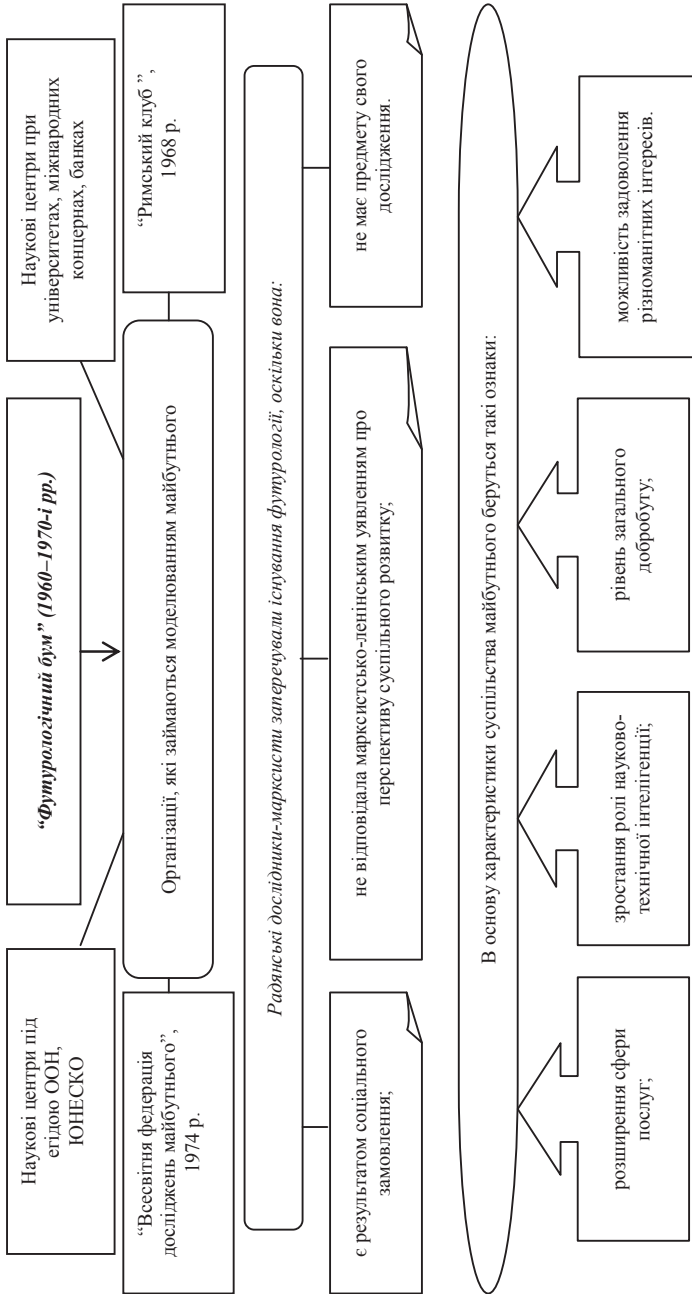 Наукові центри під
егідою ООН,
ЮНЕСКО
“Футурологічний бум” (1960–1970-і рр.)
Наукові центри при
університетах, міжнародних
концернах, банках
“Всесвітня федерація
досліджень майбутнього”,
1974 р.
Організації, які займаються моделюванням майбутнього
“Римський клуб”,
1968 р.
Радянські дослідники-марксисти заперечували існування футурології, оскільки вона:
є результатом соціального
замовлення;
не відповідала марксистсько-ленінським уявленням про
перспективу суспільного розвитку;
не має предмету свого
дослідження.
В основу характеристики суспільства майбутнього беруться такі ознаки:
розширення сфери
послуг;
зростання ролі науково-
технічної інтелігенції;
рівень загального
добробуту;
можливість задоволення
різноманітних інтересів.